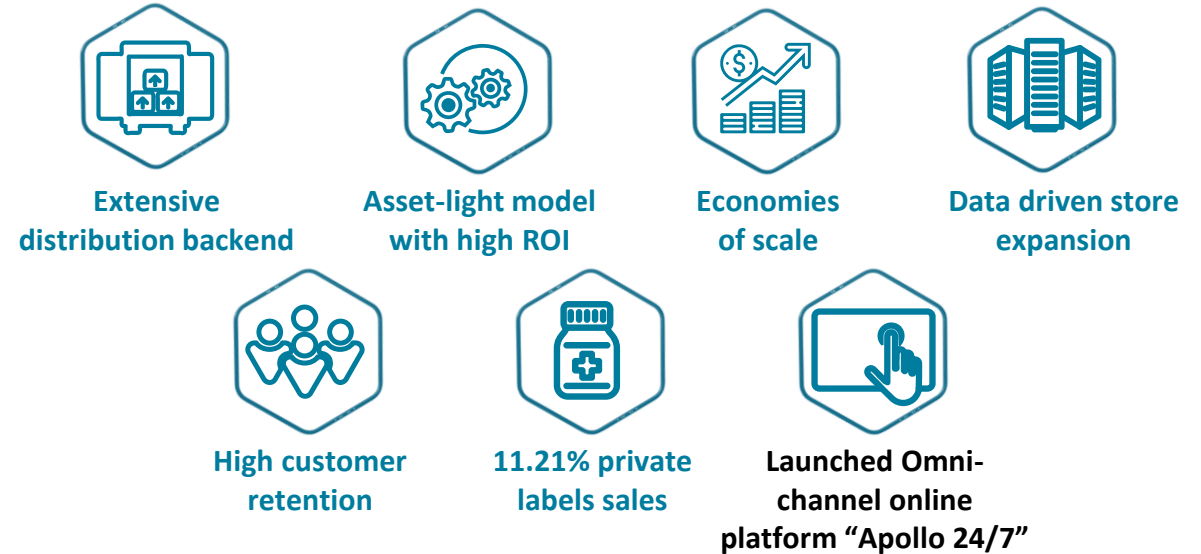 Extensive
distribution backend
Asset-light model
with high ROI
Economies
of scale
Data driven store
expansion
High customer
retention
11.21% private
labels sales
Launched Omni-
channel online
platform “Apollo 24/7”